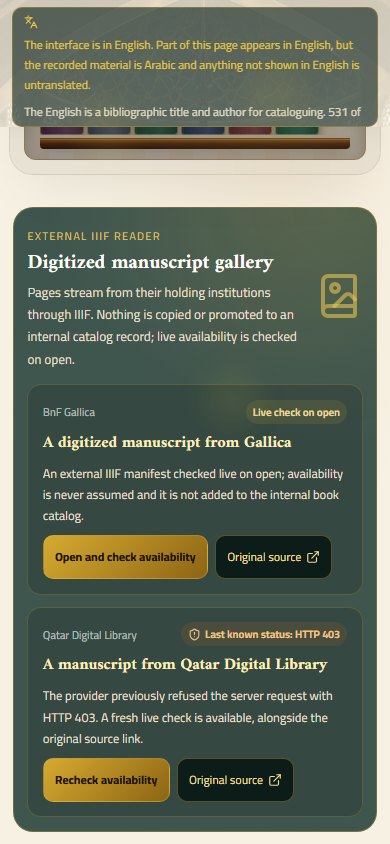 The interface is in English. Part of this page appears in English, but
the recorded material is Arabic and anything not shown in English is
untranslated.
The English is a bibliographic title and author for cataloguing. 531 of
EXTERNAL IIIF READER
Digitized manuscript gallery
Pages stream from their holding institutions
through IIIF. Nothing is copied or promoted to an
internal catalog record; live availability is checked
on open.
BnF Gallica
Live check on open
A digitized manuscript from Gallica
An external IIIF manifest checked live on open; availability
is never assumed and it is not added to the internal book
catalog.
Open and check availability
Original source
Qatar Digital Library
Last known status: HTTP 403
A manuscript from Qatar Digital Library
The provider previously refused the server request with
HTTP 403. A fresh live check is available, alongside the
original source link.
Recheck availability
Original source